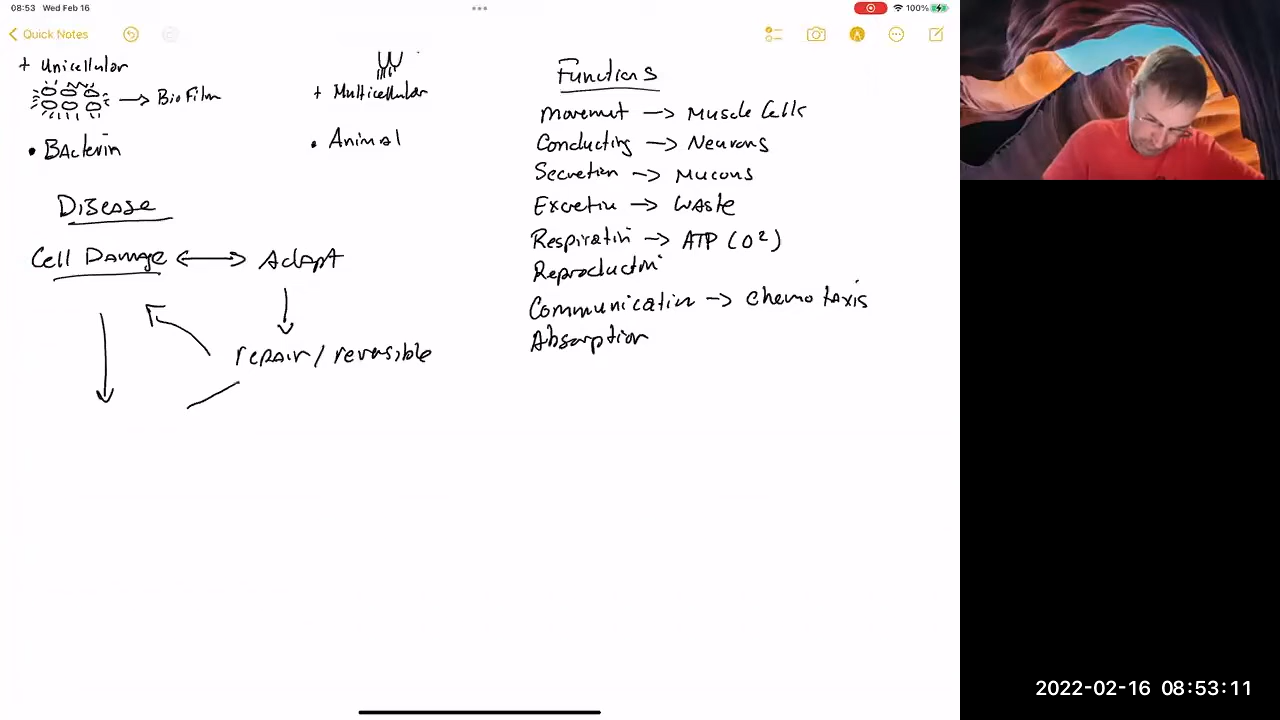 08:53 Wed Feb 16
100%
Quick Notes
+ Unicellular
→ BioFilm
• BActeria
+ Multicellular
• Animal
Disease
Cell Damage ↔ Adapt
repair / reversible
Functions
Movement → Muscle Cells
Conducting → Neurons
Secretion → Mucous
Excretion → WAste
Respiration → ATP (O2)
Reproduction
Communication → Chemotaxis
Absorption
2022-02-16 08:53:11